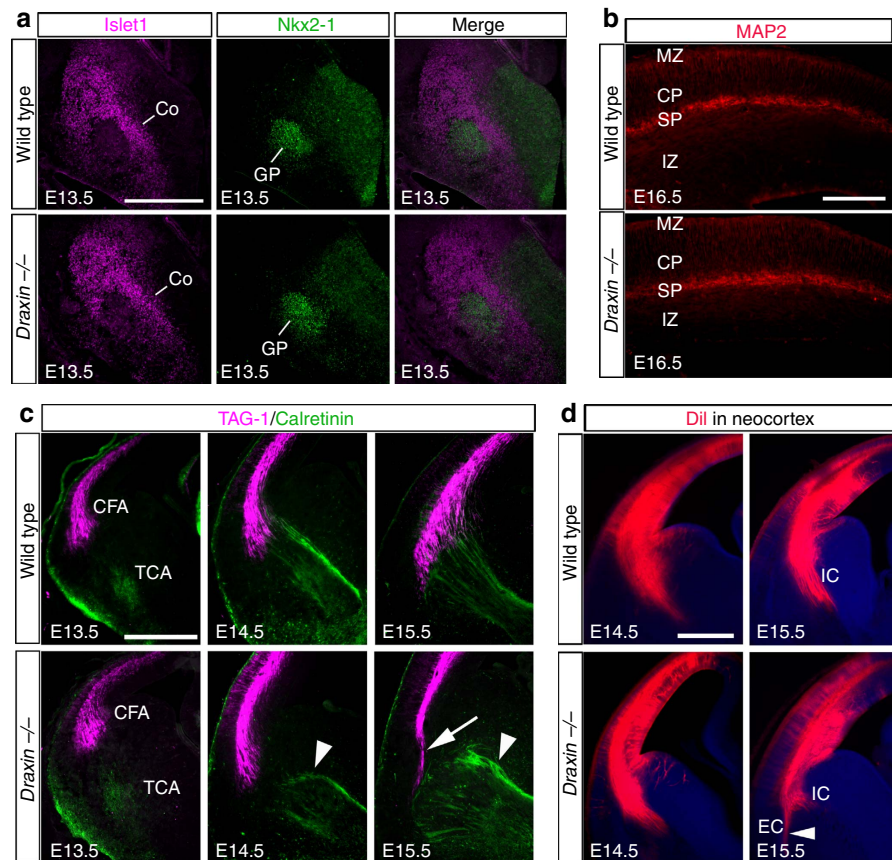 a
Islet1
Nkx2-1
Merge
Wild type
Co
E13.5
GP
E13.5
E13.5
Draxin –/–
Co
E13.5
GP
E13.5
E13.5
b
MAP2
Wild type
MZ
CP
SP
IZ
E16.5
Draxin –/–
MZ
CP
SP
IZ
E16.5
c
TAG-1/Calretinin
Wild type
CFA
TCA
E13.5
E14.5
E15.5
Draxin –/–
CFA
TCA
E13.5
E14.5
E15.5
d
DiI in neocortex
Wild type
E14.5
IC
E15.5
Draxin –/–
E14.5
IC
EC
E15.5